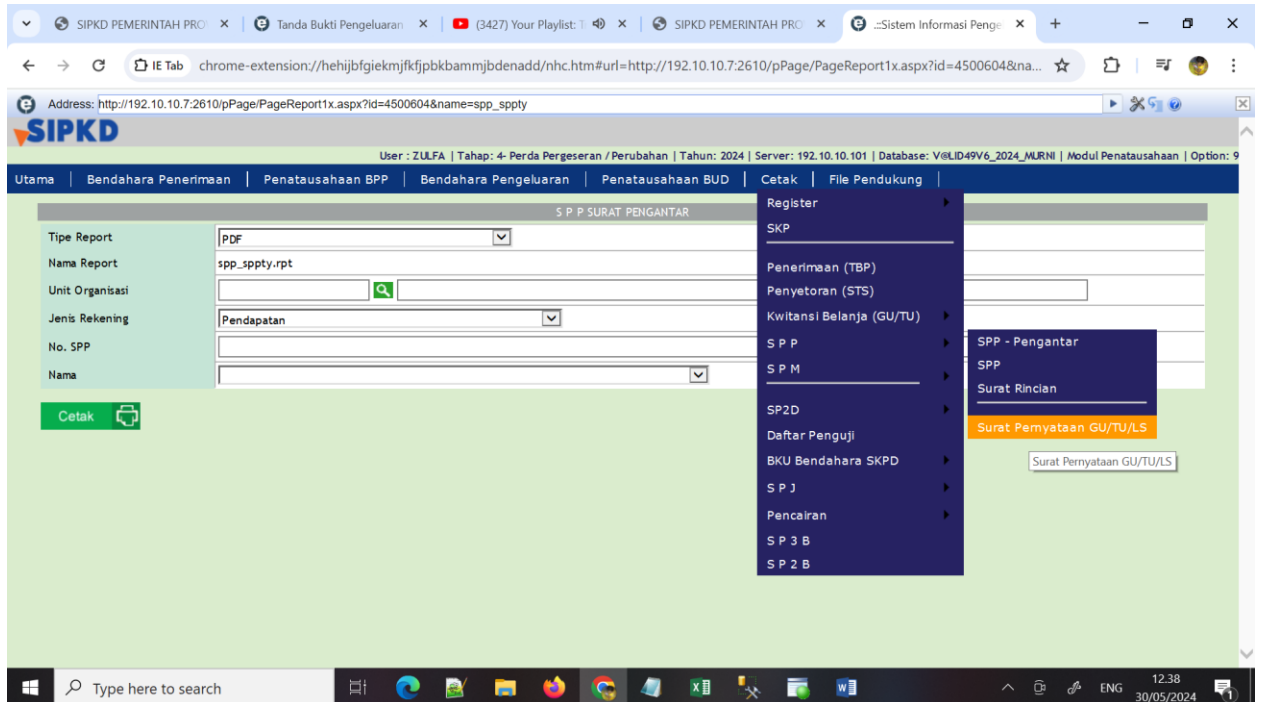 SIPKD PEMERINTAH PRO
Tanda Bukti Pengeluaran
(3427) Your Playlist: T
SIPKD PEMERINTAH PRO
.::Sistem Informasi Penge
IE Tab
chrome-extension://hehijbfgiekmjfkfjpbkbammjbdenadd/nhc.htm#url=http://192.10.10.7:2610/pPage/PageReport1x.aspx?id=4500604&na...
Address: http://192.10.10.7:2610/pPage/PageReport1x.aspx?id=4500604&name=spp_sppty
SIPKD
User : ZULFA | Tahap: 4- Perda Pergeseran / Perubahan | Tahun: 2024 | Server: 192.10.10.101 | Database: V@LID49V6_2024_MURNI | Modul Penatausahaan | Option: 9
Utama | Bendahara Penerimaan | Penatausahaan BPP | Bendahara Pengeluaran | Penatausahaan BUD | Cetak | File Pendukung |
S P P SURAT PENGANTAR
Tipe Report PDF
Nama Report spp_sppty.rpt
Unit Organisasi
Jenis Rekening Pendapatan
No. SPP
Nama
Cetak
Register
SKP
Penerimaan (TBP)
Penyetoran (STS)
Kwitansi Belanja (GU/TU)
S P P
S P M
SP2D
Daftar Penguji
BKU Bendahara SKPD
S P J
Pencairan
S P 3 B
S P 2 B
SPP - Pengantar
SPP
Surat Rincian
Surat Pernyataan GU/TU/LS
Surat Pernyataan GU/TU/LS
Type here to search
ENG
12.38
30/05/2024
1